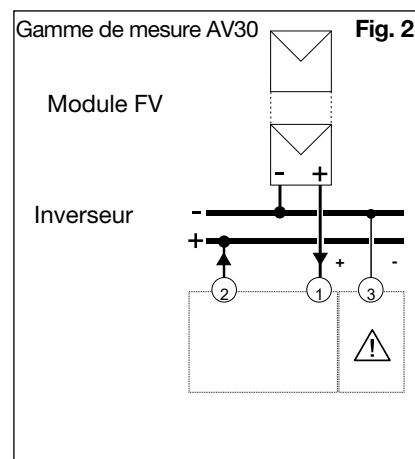 Gamme de mesure AV30 Fig. 2
Module FV
- +
Inverseur -
+
+ -
2 1 3